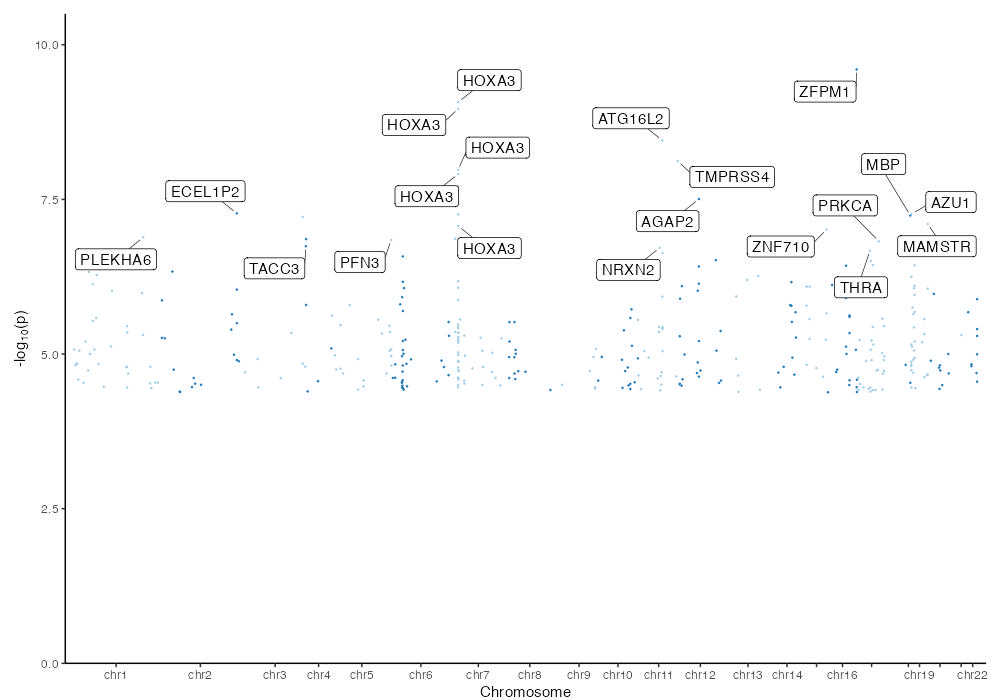 10.0
HOXA3
ZFPM1
HOXA3
ATG16L2
HOXA3
MBP
TMPRSS4
ECEL1P2
HOXA3
7.5
AZU1
PRKCA
AGAP2
HOXA3
ZNF710
MAMSTR
PLEKHA6
PFN3
TACC3
NRXN2
THRA
-log10(p)
5.0
2.5
0.0
chr1 chr2 chr3 chr4 chr5 chr6 chr7 chr8 chr9 chr10 chr11 chr12 chr13 chr14 chr16 chr19 chr22
Chromosome